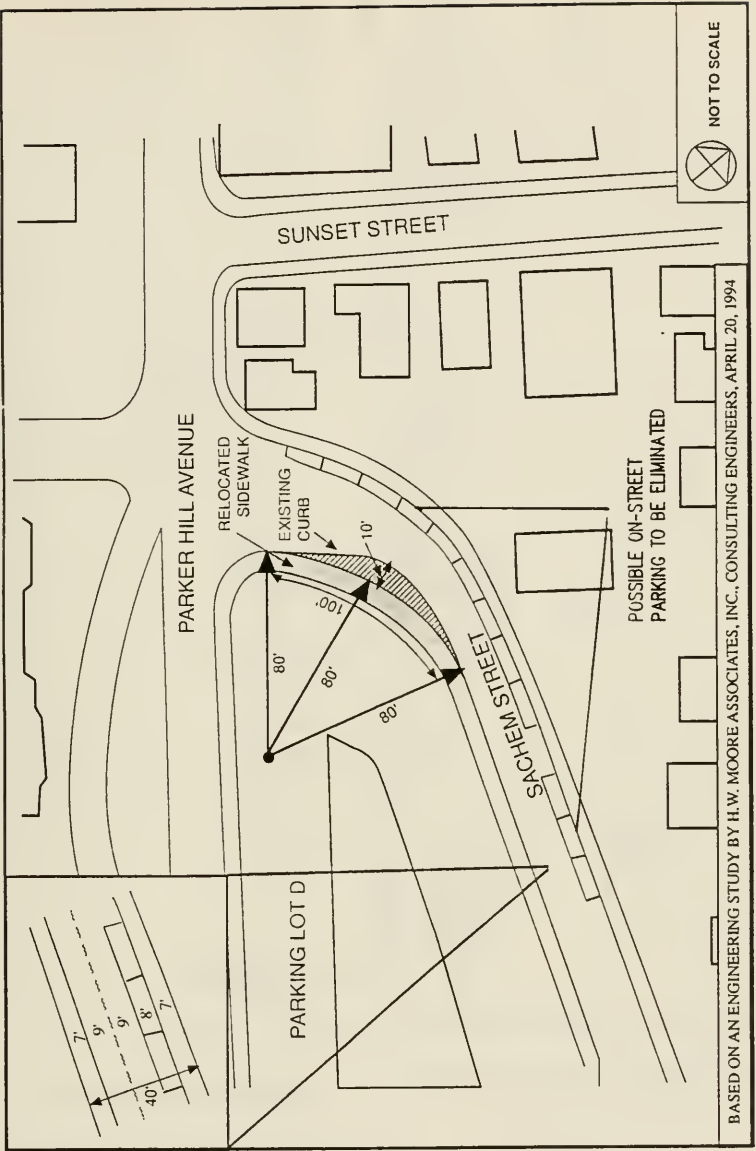 NOT TO SCALE
SUNSET STREET
PARKER HILL AVENUE
RELOCATED
SIDEWALK
EXISTING
CURB
10'
100'
80'
80'
80'
SACHEM STREET
POSSIBLE ON-STREET
PARKING TO BE ELIMINATED
PARKING LOT D
7'
9'
9'
8'
7'
40'
BASED ON AN ENGINEERING STUDY BY H.W. MOORE ASSOCIATES, INC., CONSULTING ENGINEERS, APRIL 20, 1994